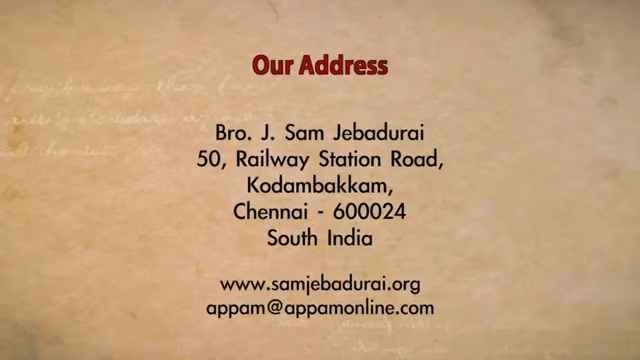 Our Address
Bro. J. Sam Jebadurai
50, Railway Station Road,
Kodambakkam,
Chennai - 600024
South India
www.samjebadurai.org
appam@appamonline.com